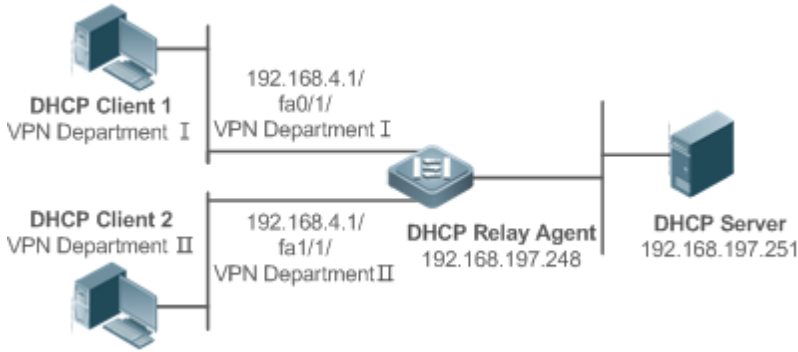 DHCP Client 1
VPN Department Ⅰ
192.168.4.1/
fa0/1/
VPN Department Ⅰ
DHCP Client 2
VPN Department Ⅱ
192.168.4.1/
fa1/1/
VPN Department Ⅱ
DHCP Relay Agent
192.168.197.248
DHCP Server
192.168.197.251